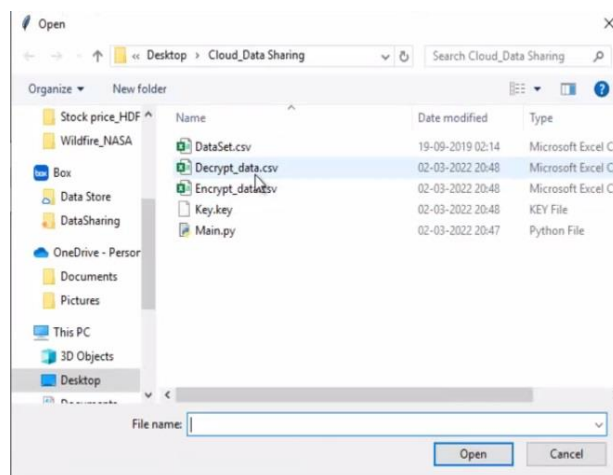 Open
« Desktop > Cloud_Data Sharing
Search Cloud_Data Sharing
Organize
New folder
Name Date modified Type
Stock price_HDF
Wildfire_NASA
Box
Data Store
DataSharing
OneDrive - Person
Documents
Pictures
This PC
3D Objects
Desktop
DataSet.csv 19-09-2019 02:14 Microsoft Excel C
Decrypt_data.csv 02-03-2022 20:48 Microsoft Excel C
Encrypt_data.csv 02-03-2022 20:48 Microsoft Excel C
Key.key 02-03-2022 20:48 KEY File
Main.py 02-03-2022 20:47 Python File
File name:
Open Cancel